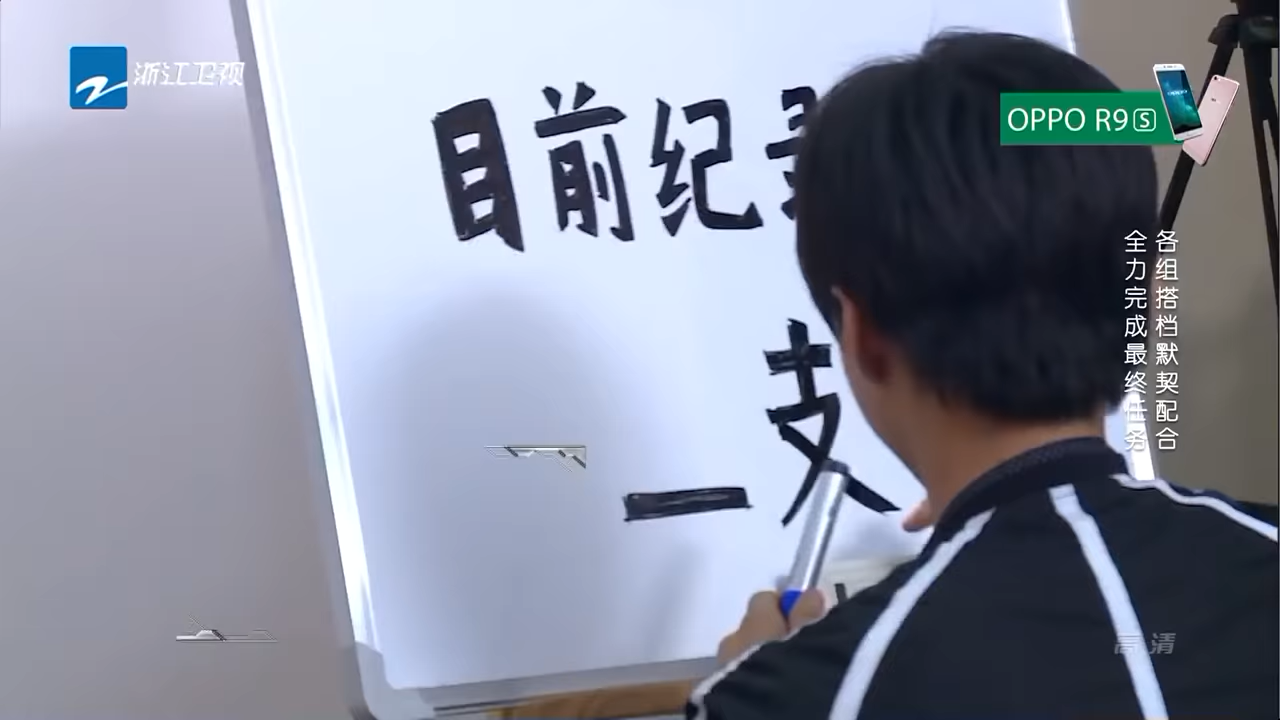 浙江卫视
OPPO R9s
目前纪录
一支
各组搭档默契配合
全力完成最终任务
高清